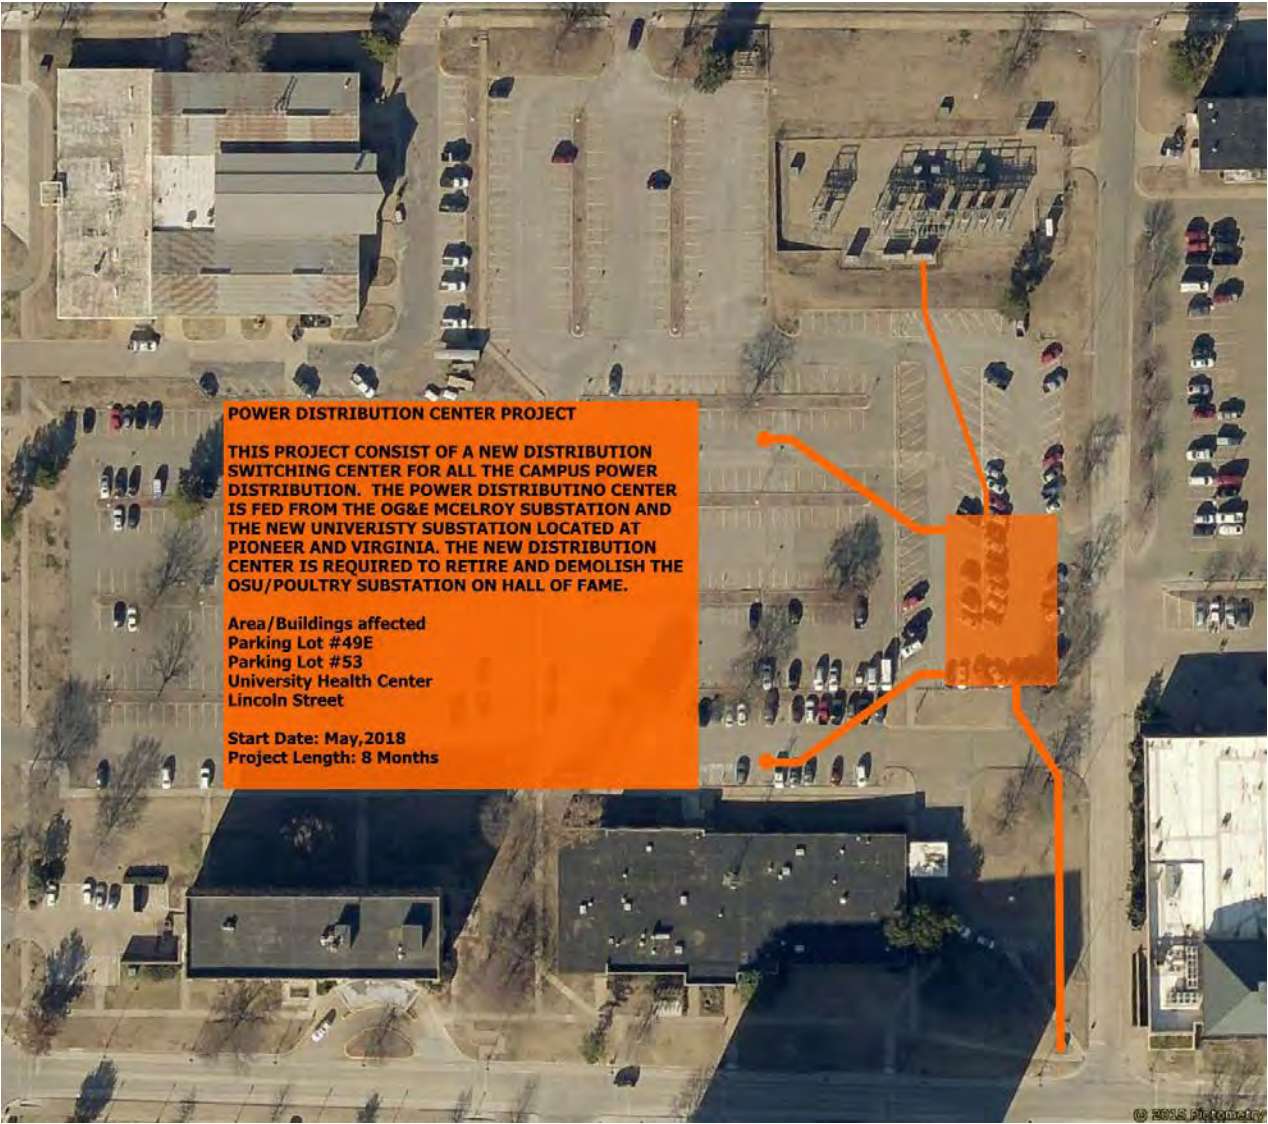 POWER DISTRIBUTION CENTER PROJECT
THIS PROJECT CONSIST OF A NEW DISTRIBUTION
SWITCHING CENTER FOR ALL THE CAMPUS POWER
DISTRIBUTION. THE POWER DISTRIBUTINO CENTER
IS FED FROM THE OG&E MCELROY SUBSTATION AND
THE NEW UNIVERISTY SUBSTATION LOCATED AT
PIONEER AND VIRGINIA. THE NEW DISTRIBUTION
CENTER IS REQUIRED TO RETIRE AND DEMOLISH THE
OSU/POULTRY SUBSTATION ON HALL OF FAME.
Area/Buildings affected
Parking Lot #49E
Parking Lot #53
University Health Center
Lincoln Street
Start Date: May,2018
Project Length: 8 Months
© 2015 Pictometry